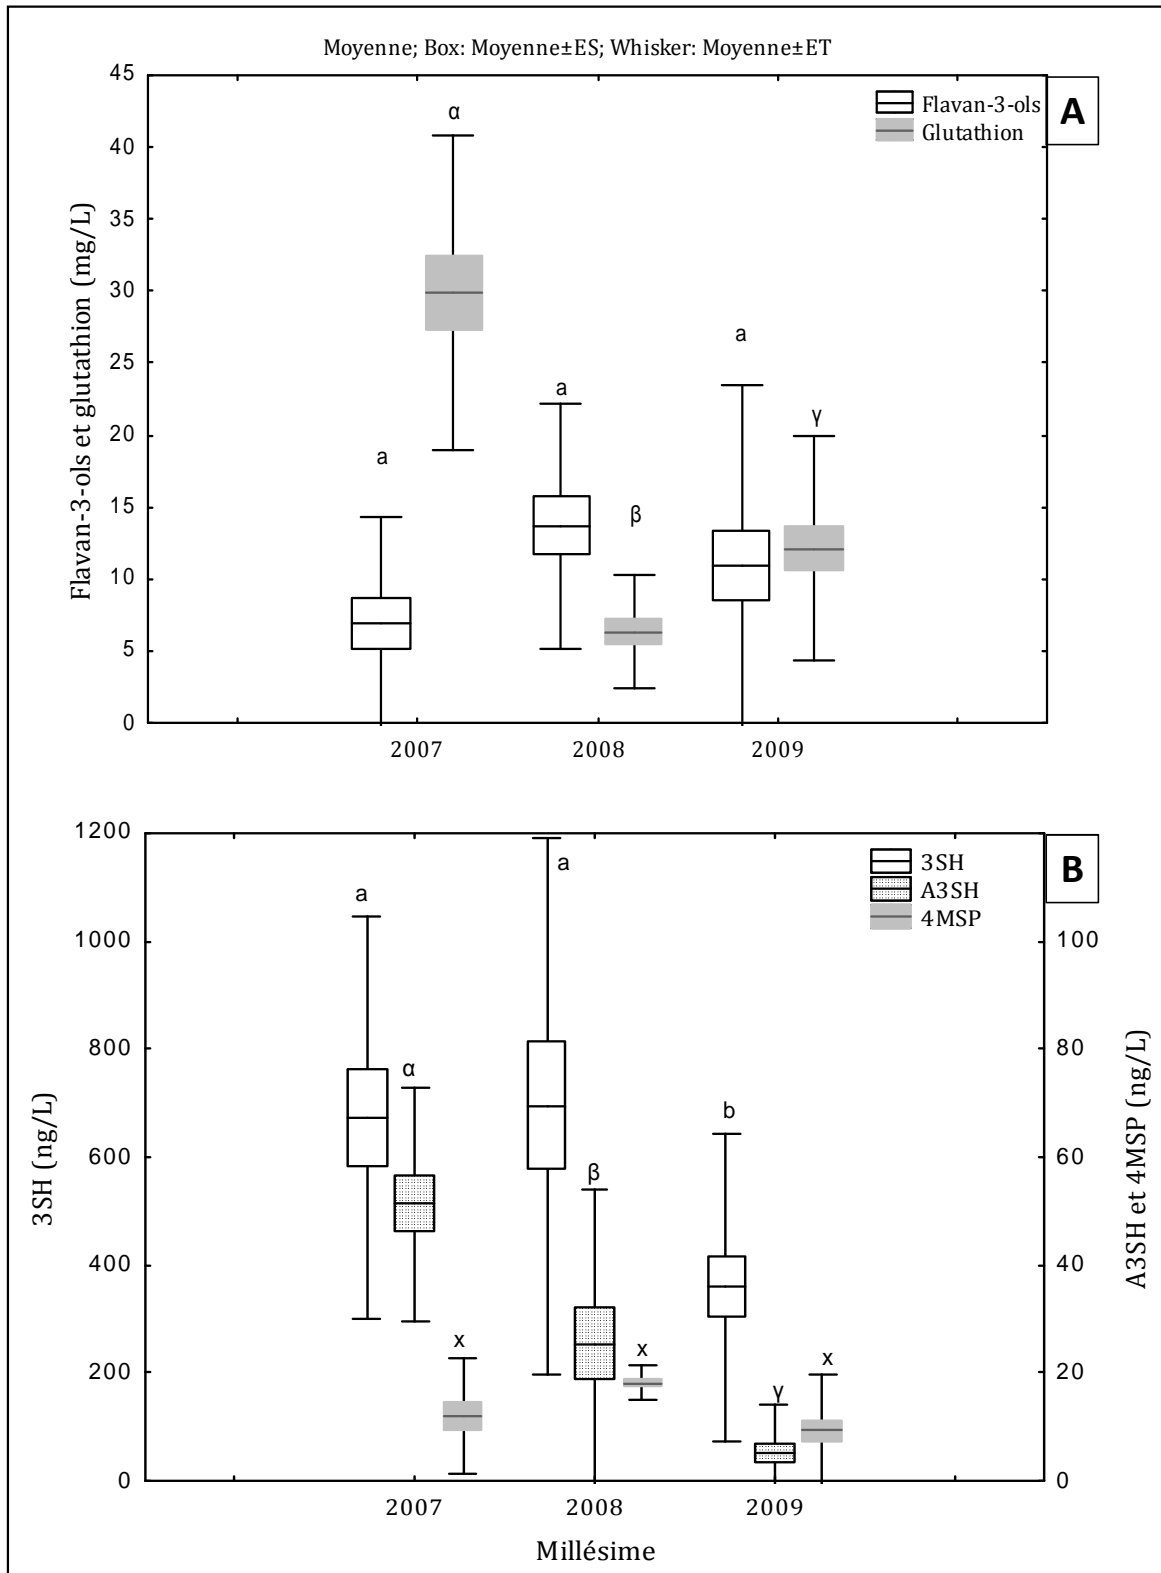 Moyenne; Box: Moyenne±ES; Whisker: Moyenne±ET
A
Flavan-3-ols
Glutathion
Flavan-3-ols et glutathion (mg/L)
45
40
35
30
25
20
15
10
5
0
a
α
a
β
a
γ
2007
2008
2009
B
3SH
A3SH
4MSP
3SH (ng/L)
1200
1000
800
600
400
200
0
a
α
x
a
β
x
b
γ
x
100
80
60
40
20
0
A3SH et 4MSP (ng/L)
2007
2008
2009
Millésime